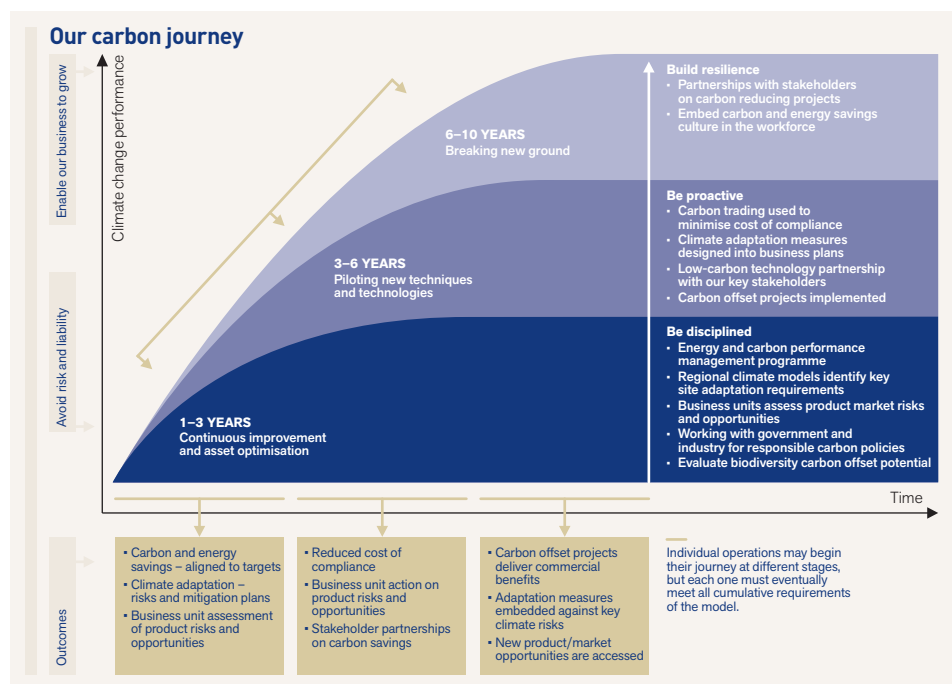 Our carbon journey
Enable our business to grow
Climate change performance
Avoid risk and liability
6–10 YEARS
Breaking new ground
3–6 YEARS
Piloting new techniques
and technologies
1–3 YEARS
Continuous improvement
and asset optimisation
Build resilience
• Partnerships with stakeholders
on carbon reducing projects
• Embed carbon and energy savings
culture in the workforce
Be proactive
• Carbon trading used to
minimise cost of compliance
• Climate adaptation measures
designed into business plans
• Low-carbon technology partnership
with our key stakeholders
• Carbon offset projects implemented
Be disciplined
• Energy and carbon performance
management programme
• Regional climate models identify key
site adaptation requirements
• Business units assess product market risks
and opportunities
• Working with government and
industry for responsible carbon policies
• Evaluate biodiversity carbon offset potential
Time
Outcomes
▪ Carbon and energy
savings – aligned to targets
▪ Climate adaptation –
risks and mitigation plans
▪ Business unit assessment
of product risks and
opportunities
▪ Reduced cost of
compliance
▪ Business unit action on
product risks and
opportunities
▪ Stakeholder partnerships
on carbon savings
▪ Carbon offset projects
deliver commercial
benefits
▪ Adaptation measures
embedded against key
climate risks
▪ New product/market
opportunities are accessed
Individual operations may begin
their journey at different stages,
but each one must eventually
meet all cumulative requirements
of the model.